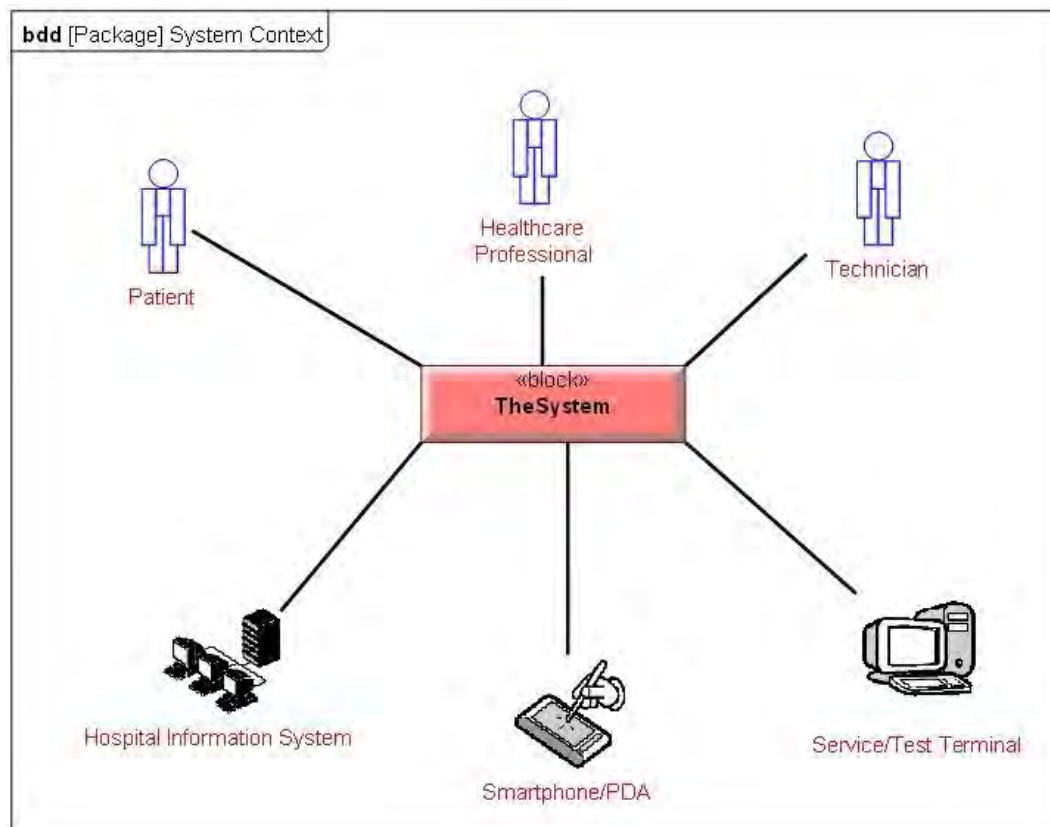 bdd [Package] System Context
Healthcare
Professional
Technician
Patient
«block»
TheSystem
Hospital Information System
Service/Test Terminal
Smartphone/PDA